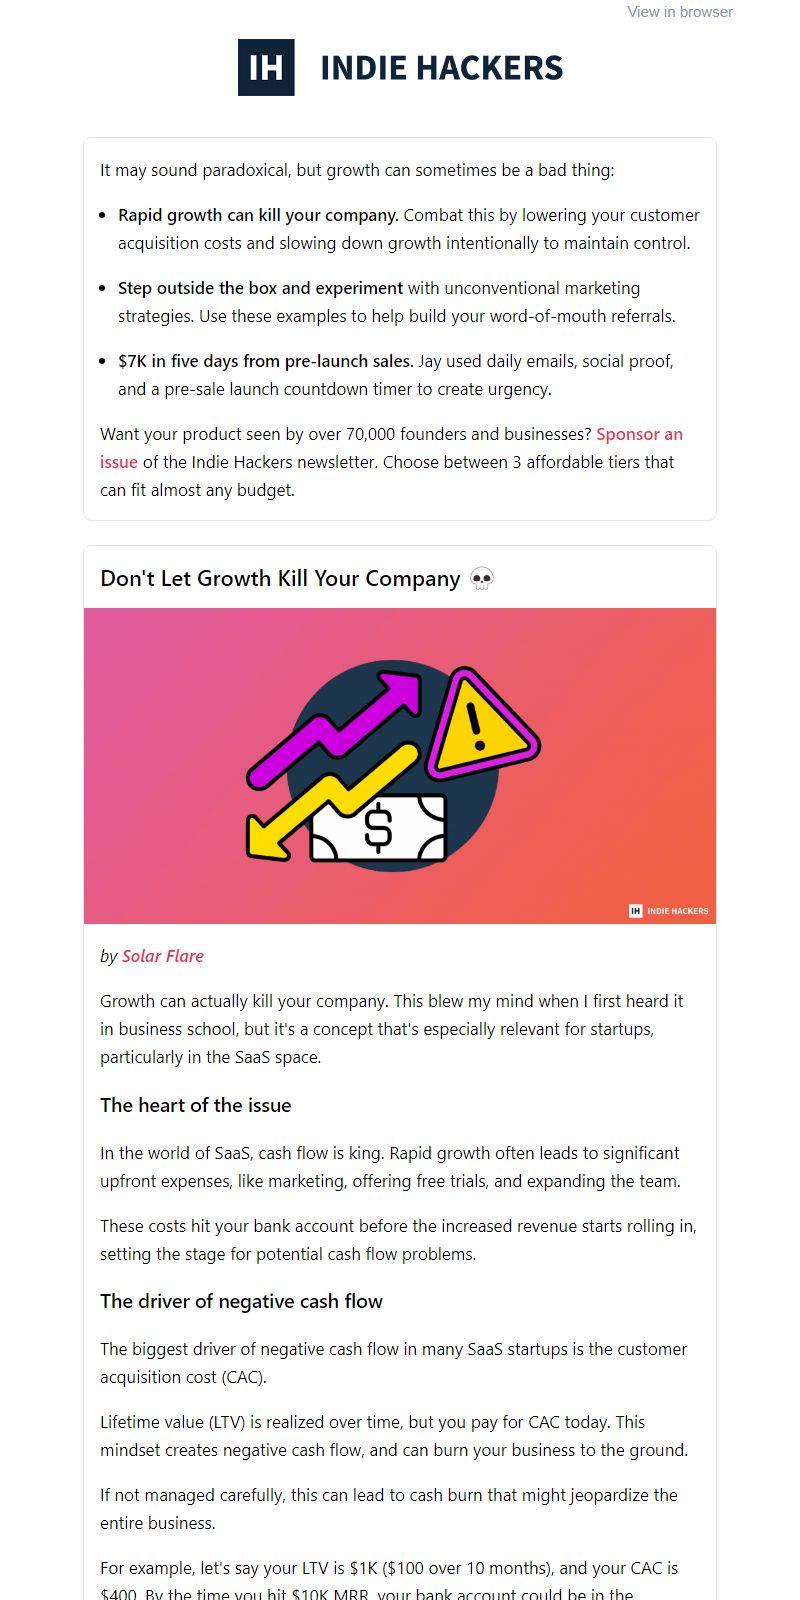 View in browser
IH INDIE HACKERS
It may sound paradoxical, but growth can sometimes be a bad thing:
• Rapid growth can kill your company. Combat this by lowering your customer
acquisition costs and slowing down growth intentionally to maintain control.
• Step outside the box and experiment with unconventional marketing
strategies. Use these examples to help build your word-of-mouth referrals.
• $7K in five days from pre-launch sales. Jay used daily emails, social proof,
and a pre-sale launch countdown timer to create urgency.
Want your product seen by over 70,000 founders and businesses? Sponsor an
issue of the Indie Hackers newsletter. Choose between 3 affordable tiers that
can fit almost any budget.
Don't Let Growth Kill Your Company 💀
$
!
IH INDIE HACKERS
by Solar Flare
Growth can actually kill your company. This blew my mind when I first heard it
in business school, but it's a concept that's especially relevant for startups,
particularly in the SaaS space.
The heart of the issue
In the world of SaaS, cash flow is king. Rapid growth often leads to significant
upfront expenses, like marketing, offering free trials, and expanding the team.
These costs hit your bank account before the increased revenue starts rolling in,
setting the stage for potential cash flow problems.
The driver of negative cash flow
The biggest driver of negative cash flow in many SaaS startups is the customer
acquisition cost (CAC).
Lifetime value (LTV) is realized over time, but you pay for CAC today. This
mindset creates negative cash flow, and can burn your business to the ground.
If not managed carefully, this can lead to cash burn that might jeopardize the
entire business.
For example, let's say your LTV is $1K ($100 over 10 months), and your CAC is
$400. By the time you hit $10K MRR, your bank account could be in the